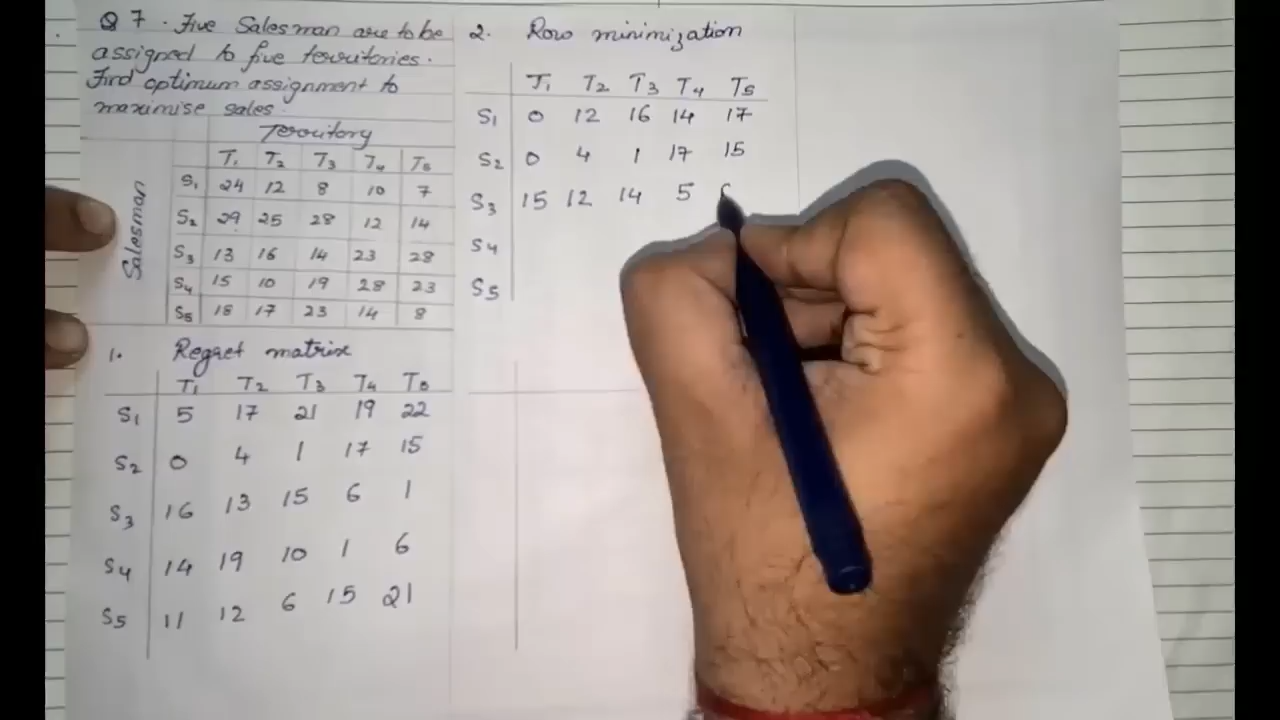 Q 7. Five Salesman are to be
assigned to five territories.
Find optimum assignment to
maximise sales.
Territory
T1 T2 T3 T4 T5
Salesman
S1 24 12 8 10 7
S2 29 25 28 12 14
S3 13 16 14 23 28
S4 15 10 19 28 23
S5 18 17 23 14 8
1. Regret matrix
T1 T2 T3 T4 T5
S1 5 17 21 19 22
S2 0 4 1 17 15
S3 16 13 15 6 1
S4 14 19 10 1 6
S5 11 12 6 15 21
2. Row minimization
T1 T2 T3 T4 T5
S1 0 12 16 14 17
S2 0 4 1 17 15
S3 15 12 14 5
S4
S5